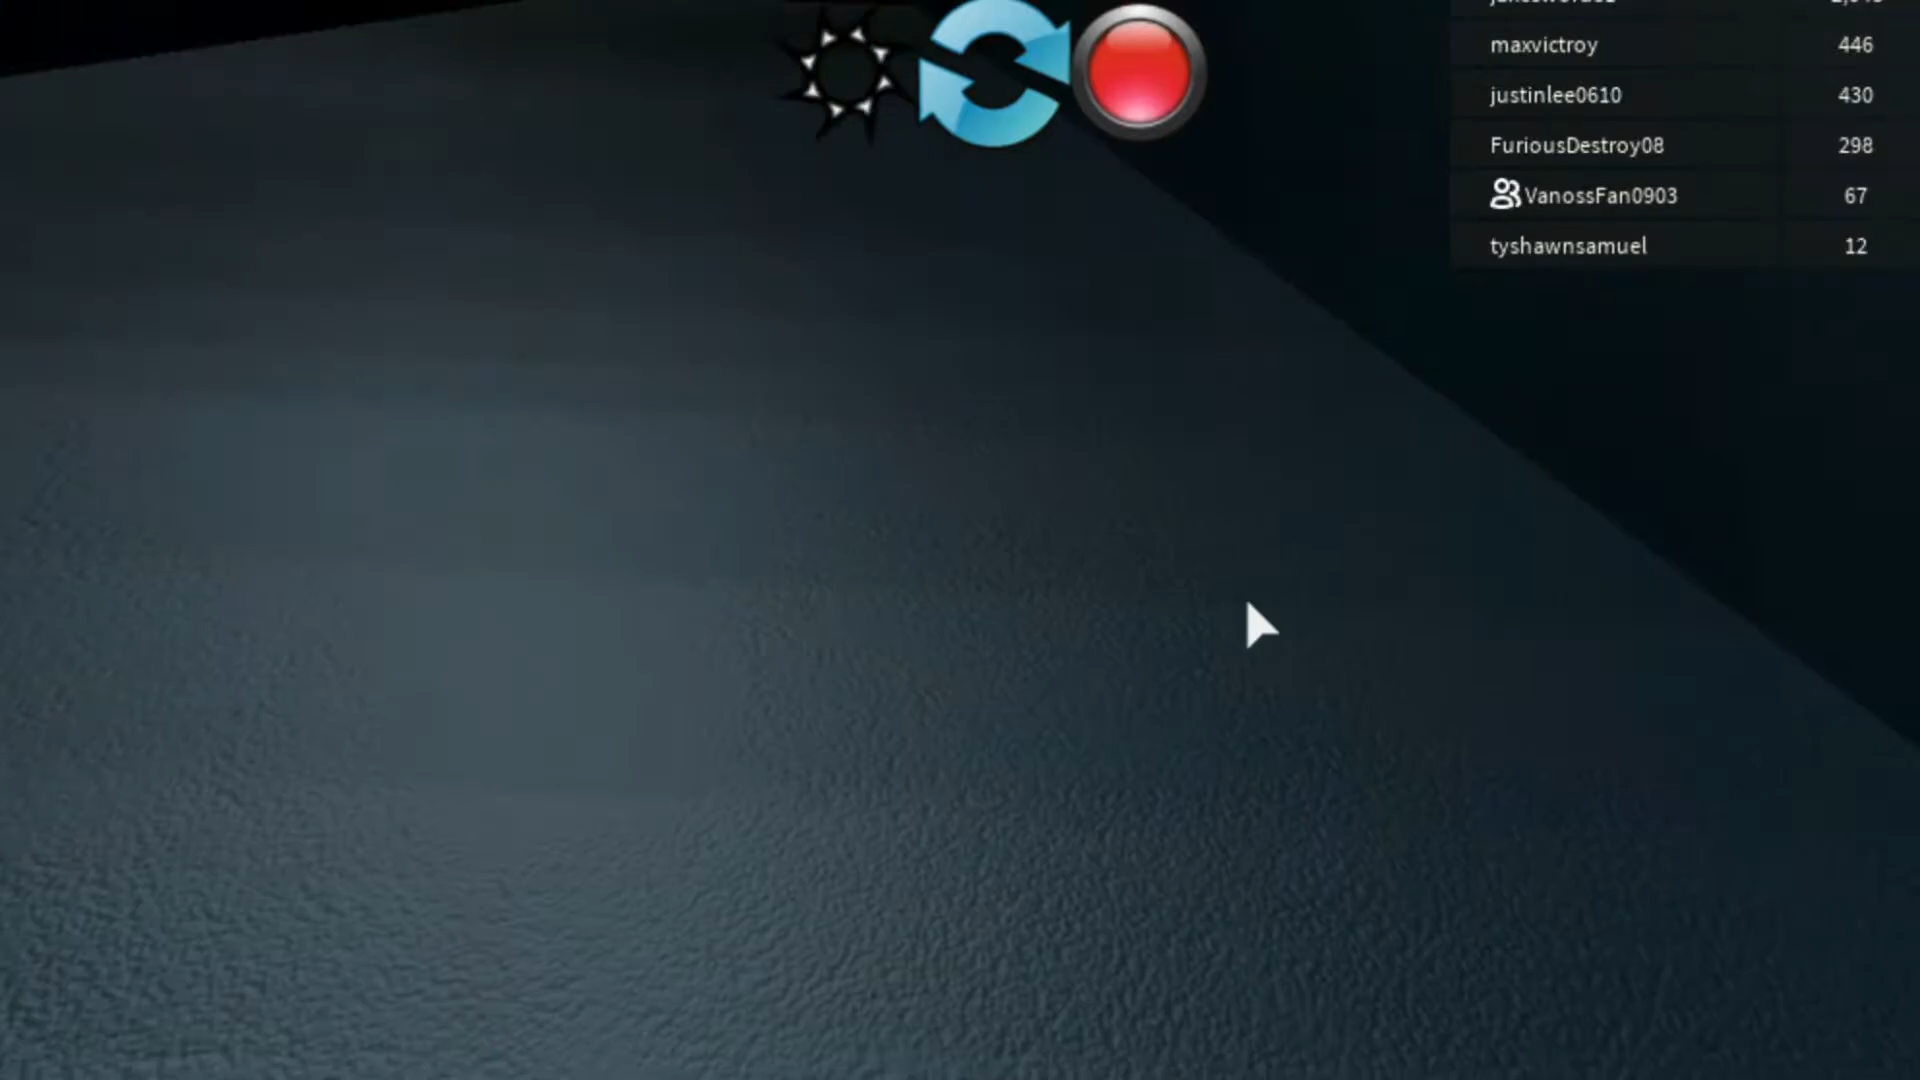 maxvictroy 446
justinlee0610 430
FuriousDestroy08 298
VanossFan0903 67
tyshawnsamuel 12